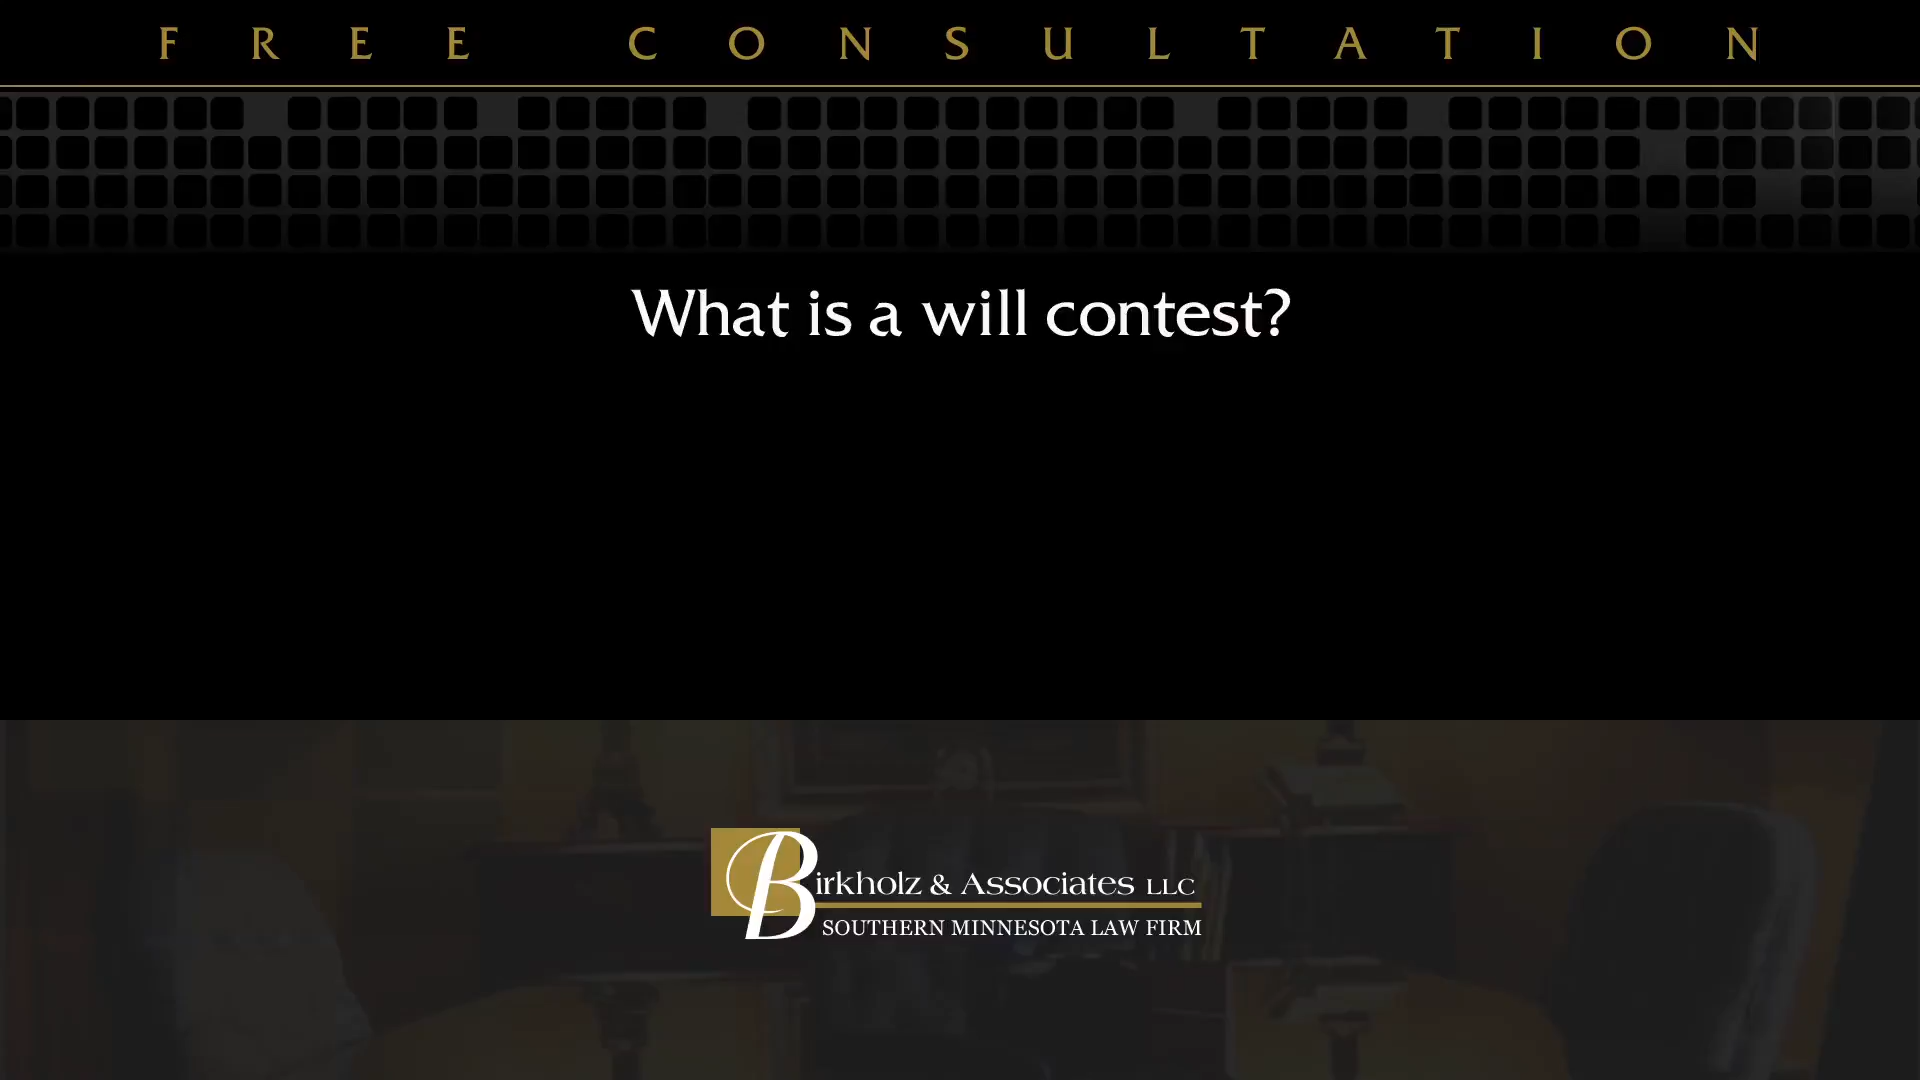 FREE CONSULTATION
What is a will contest?
Birkholz & Associates LLC
SOUTHERN MINNESOTA LAW FIRM